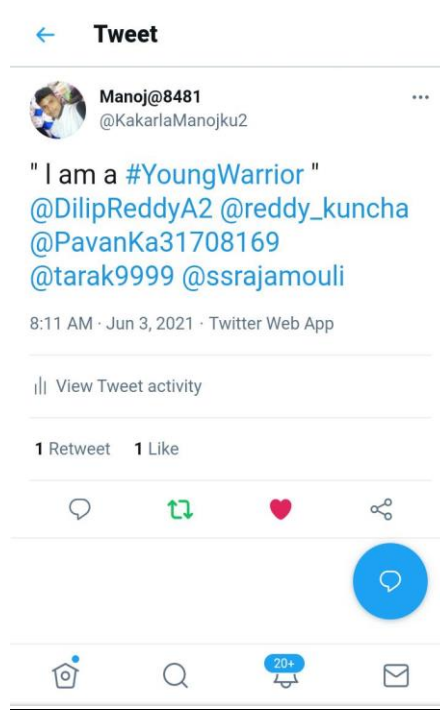 Tweet
Manoj@8481
@KakarlaManojku2
" I am a #YoungWarrior "
@DilipReddyA2 @reddy_kuncha
@PavanKa31708169
@tarak9999 @ssrajamouli
8:11 AM · Jun 3, 2021 · Twitter Web App
View Tweet activity
1 Retweet 1 Like
20+